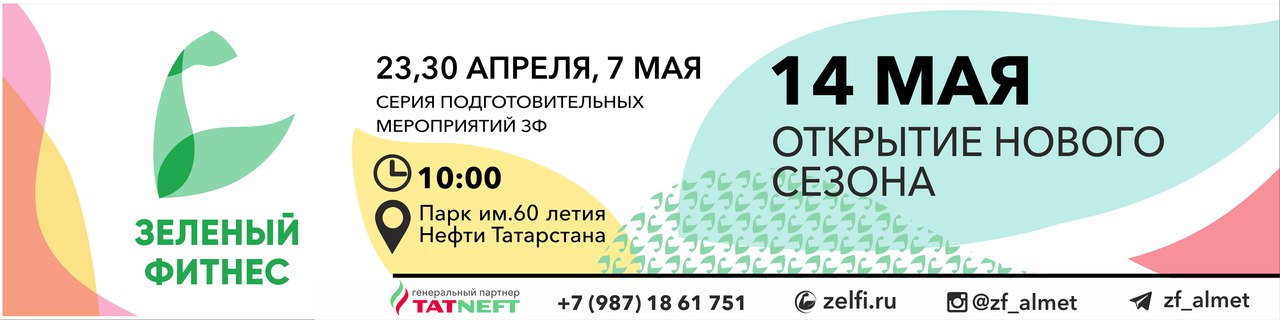 ЗЕЛЕНЫЙ
ФИТНЕС
23,30 АПРЕЛЯ, 7 МАЯ
СЕРИЯ ПОДГОТОВИТЕЛЬНЫХ
МЕРОПРИЯТИЙ ЗФ
10:00
Парк им.60 летия
Нефти Татарстана
14 МАЯ
ОТКРЫТИЕ НОВОГО
СЕЗОНА
генеральный партнер
TATNEFT
+7 (987) 18 61 751
zelfi.ru
@zf_almet
zf_almet